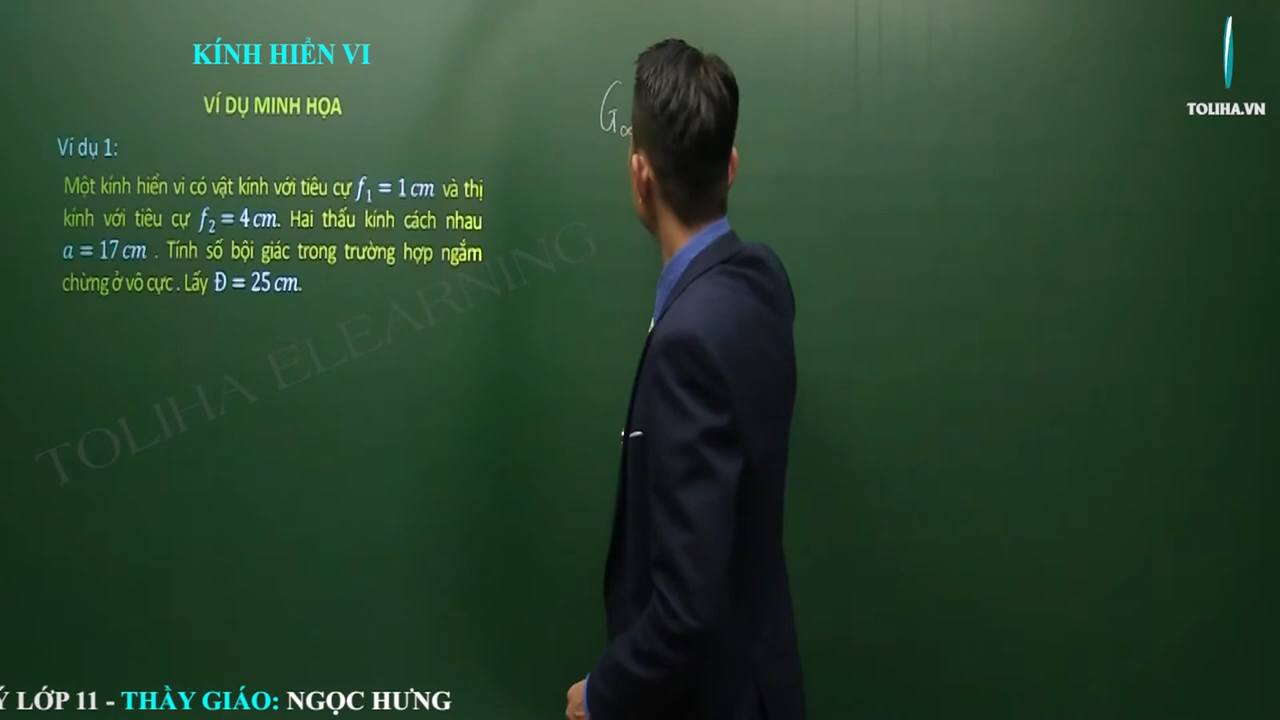 KÍNH HIỂN VI
VÍ DỤ MINH HỌA
Ví dụ 1:
Một kính hiển vi có vật kính với tiêu cự f₁ = 1 cm và thị
kính với tiêu cự f₂ = 4 cm. Hai thấu kính cách nhau
a = 17 cm . Tính số bội giác trong trường hợp ngắm
chừng ở vô cực . Lấy Đ = 25 cm.
G∞
TOLIHA.VN
TOLIHA ELEARNING
Ý LỚP 11 - THẦY GIÁO: NGỌC HƯNG